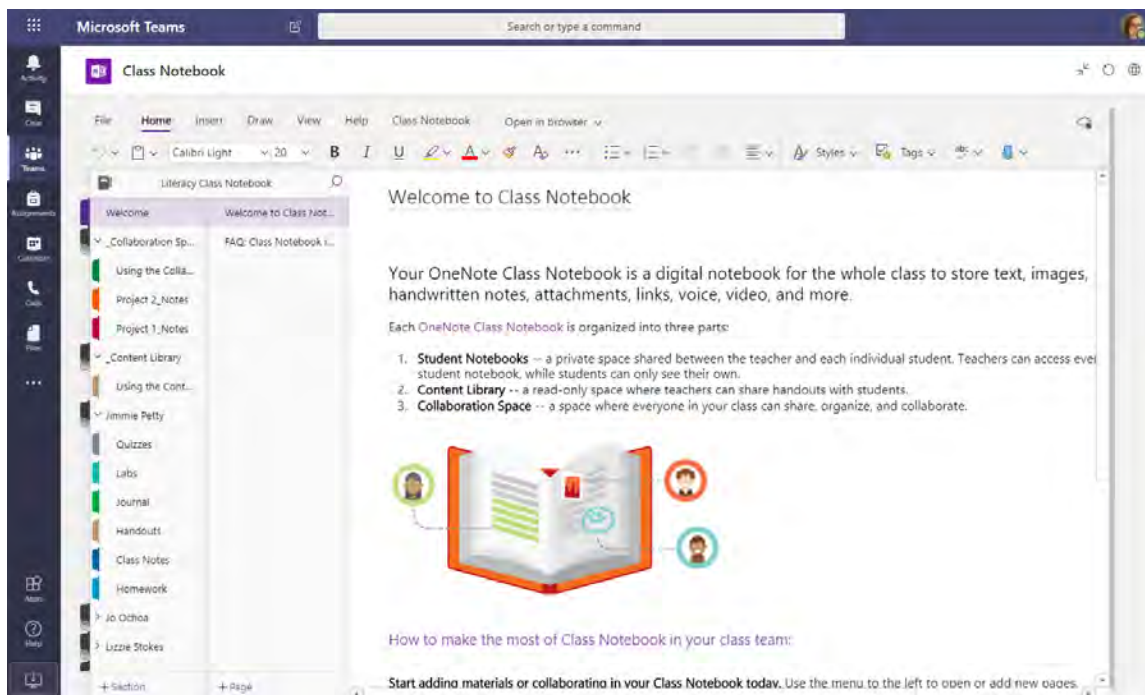 Microsoft Teams
Search or type a command
Activity
Chat
Teams
Assignments
Calendar
Calls
Files
Apps
Help
Class Notebook
File Home Insert Draw View Help Class Notebook Open in browser
Calibri Light 20 B I U Styles Tags
Literacy Class Notebook
Welcome
_Collaboration Sp...
Using the Colla...
Project 2_Notes
Project 1_Notes
_Content Library
Using the Cont...
Jimmie Petty
Quizzes
Labs
Journal
Handouts
Class Notes
Homework
Jo Ochoa
Lizzie Stokes
+ Section
Welcome to Class Not...
FAQ: Class Notebook i...
+ Page
Welcome to Class Notebook
Your OneNote Class Notebook is a digital notebook for the whole class to store text, images,
handwritten notes, attachments, links, voice, video, and more.
Each OneNote Class Notebook is organized into three parts:
1. Student Notebooks -- a private space shared between the teacher and each individual student. Teachers can access ever
student notebook, while students can only see their own.
2. Content Library -- a read-only space where teachers can share handouts with students.
3. Collaboration Space -- a space where everyone in your class can share, organize, and collaborate.
How to make the most of Class Notebook in your class team:
Start adding materials or collaborating in your Class Notebook today. Use the menu to the left to open or add new pages.